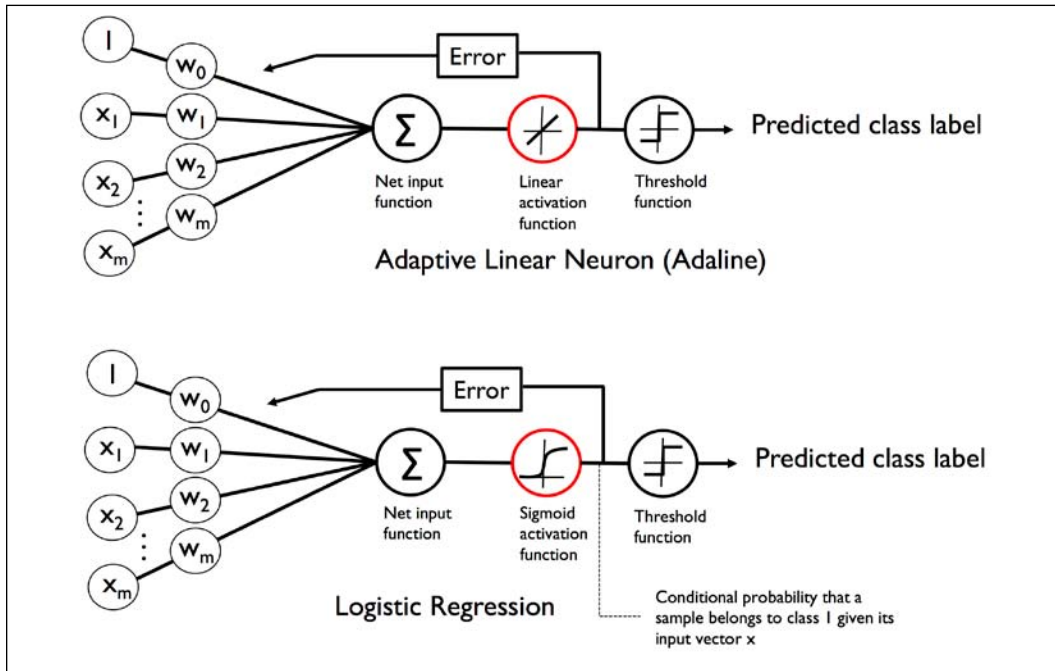 1
w0
x1
w1
x2
w2
⋮
wm
xm
Error
Σ
Net input
function
Linear
activation
function
Threshold
function
Predicted class label
Adaptive Linear Neuron (Adaline)
1
w0
x1
w1
x2
w2
⋮
wm
xm
Error
Σ
Net input
function
Sigmoid
activation
function
Threshold
function
Predicted class label
Logistic Regression
Conditional probability that a
sample belongs to class 1 given its
input vector x